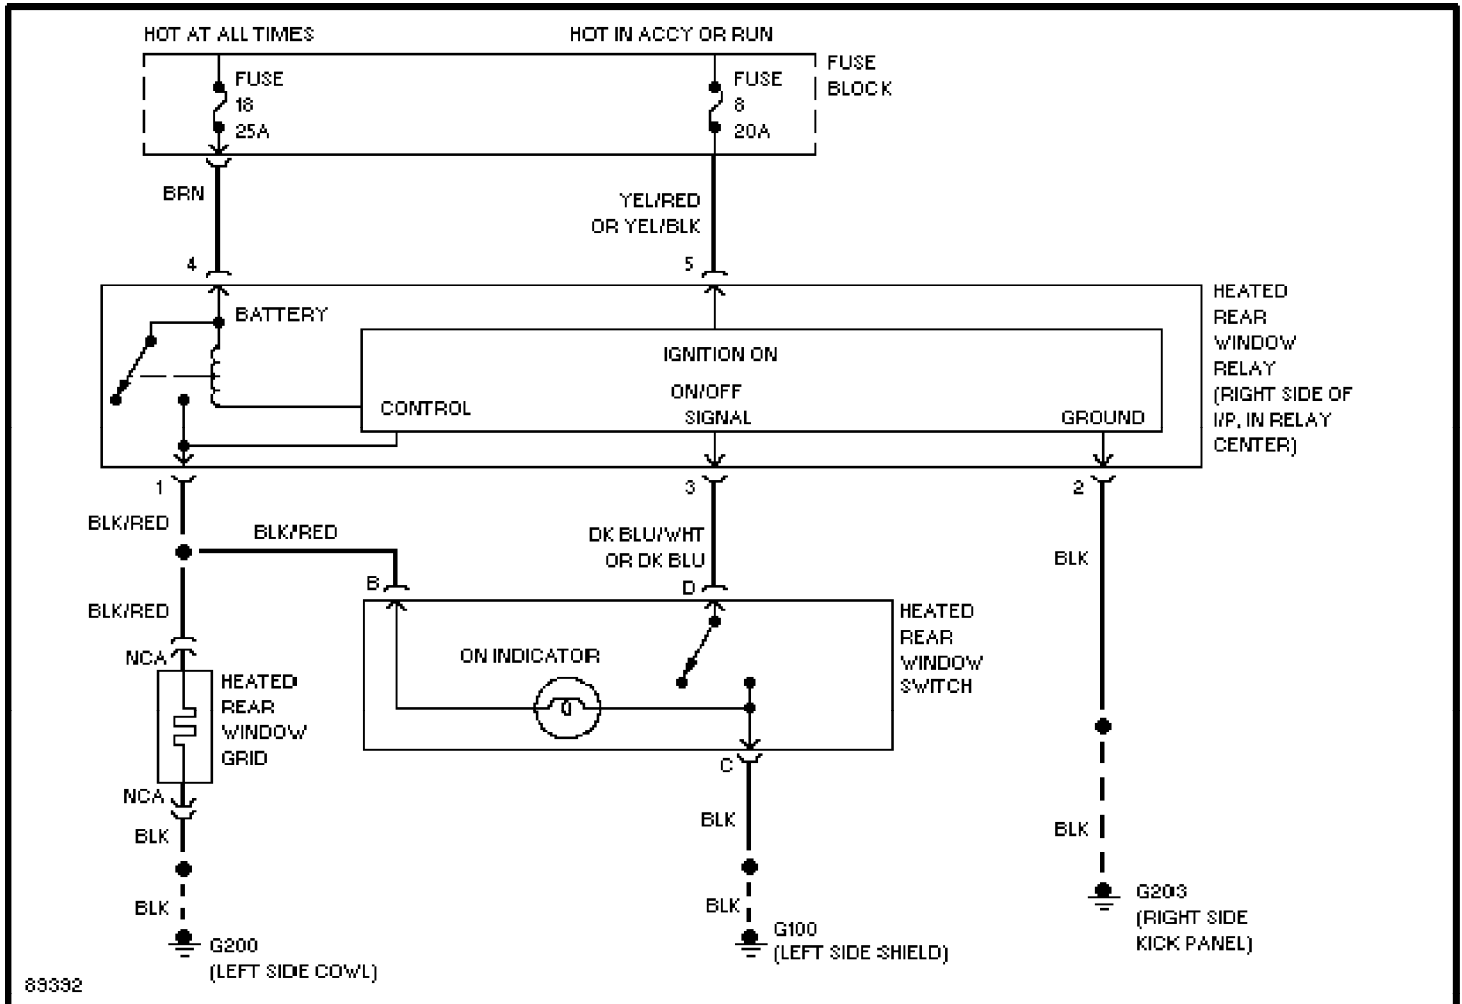 HOT AT ALL TIMES
HOT IN ACCY OR RUN
FUSE
18
25A
FUSE
8
20A
FUSE
BLOCK
BRN
YEL/RED
OR YEL/BLK
4
5
BATTERY
IGNITION ON
ON/OFF
CONTROL
SIGNAL
GROUND
HEATED
REAR
WINDOW
RELAY
(RIGHT SIDE OF
I/P, IN RELAY
CENTER)
1
3
2
BLK/RED
BLK/RED
DK BLU/WHT
OR DK BLU
BLK
B
D
BLK/RED
NCA
HEATED
REAR
WINDOW
GRID
ON INDICATOR
HEATED
REAR
WINDOW
SWITCH
NCA
C
BLK
BLK
BLK
BLK
BLK
G200
(LEFT SIDE COWL)
G100
(LEFT SIDE SHIELD)
G203
(RIGHT SIDE
KICK PANEL)
89392